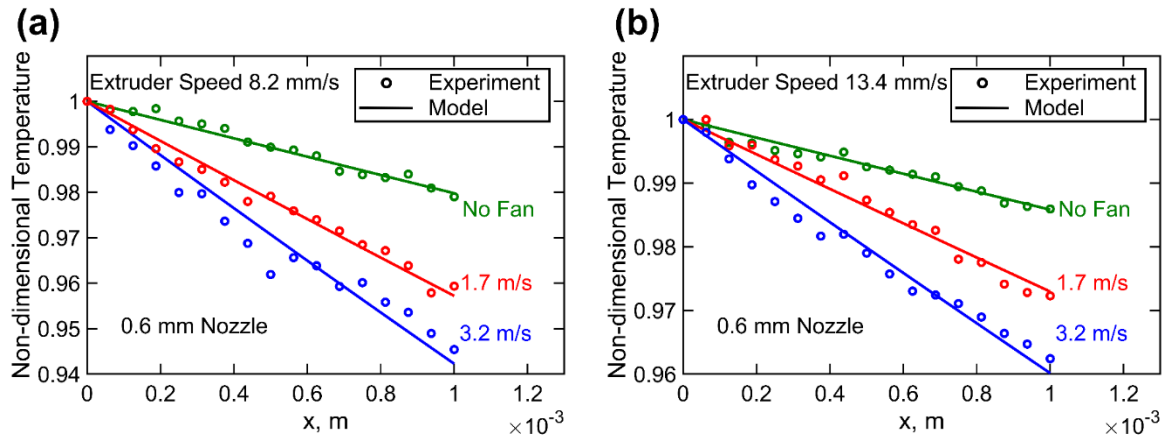 (a)
Extruder Speed 8.2 mm/s
Experiment
Model
Non-dimensional Temperature
1
0.99
0.98
0.97
0.96
0.95
0.94
No Fan
1.7 m/s
3.2 m/s
0.6 mm Nozzle
0 0.2 0.4 0.6 0.8 1 1.2
x, m
×10⁻³
(b)
Extruder Speed 13.4 mm/s
Experiment
Model
Non-dimensional Temperature
1
0.99
0.98
0.97
0.96
No Fan
1.7 m/s
3.2 m/s
0.6 mm Nozzle
0 0.2 0.4 0.6 0.8 1 1.2
x, m
×10⁻³